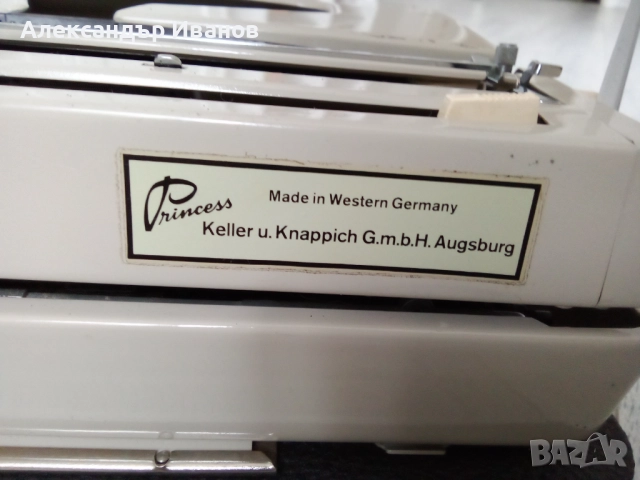 Александър Иванов
Princess
Made in Western Germany
Keller u. Knappich G.m.b.H. Augsburg
BAZAR